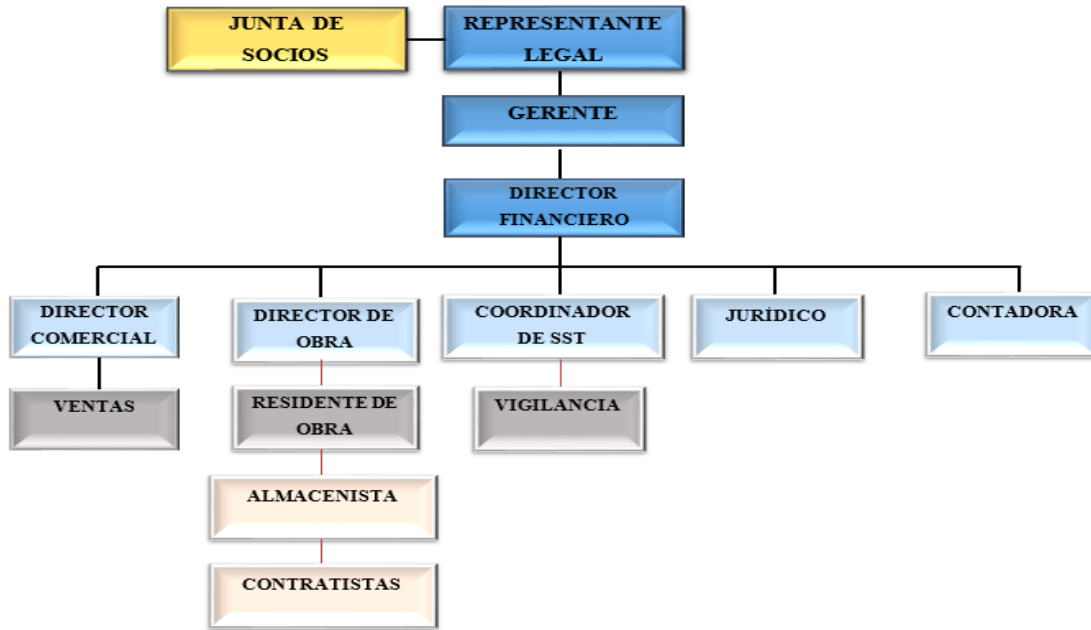 JUNTA DE
SOCIOS
REPRESENTANTE
LEGAL
GERENTE
DIRECTOR
FINANCIERO
DIRECTOR
COMERCIAL
DIRECTOR DE
OBRA
COORDINADOR
DE SST
JURÍDICO
CONTADORA
VENTAS
RESIDENTE DE
OBRA
VIGILANCIA
ALMACENISTA
CONTRATISTAS